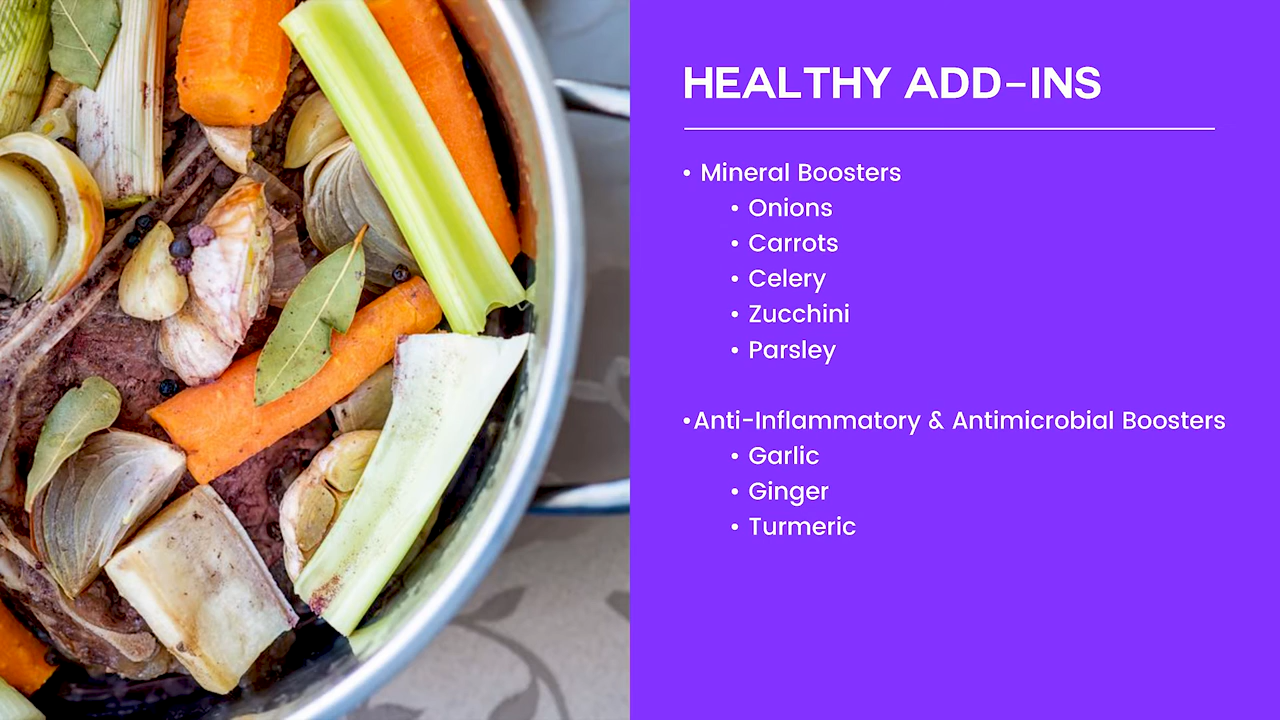 HEALTHY ADD-INS
• Mineral Boosters
• Onions
• Carrots
• Celery
• Zucchini
• Parsley
•Anti-Inflammatory & Antimicrobial Boosters
• Garlic
• Ginger
• Turmeric